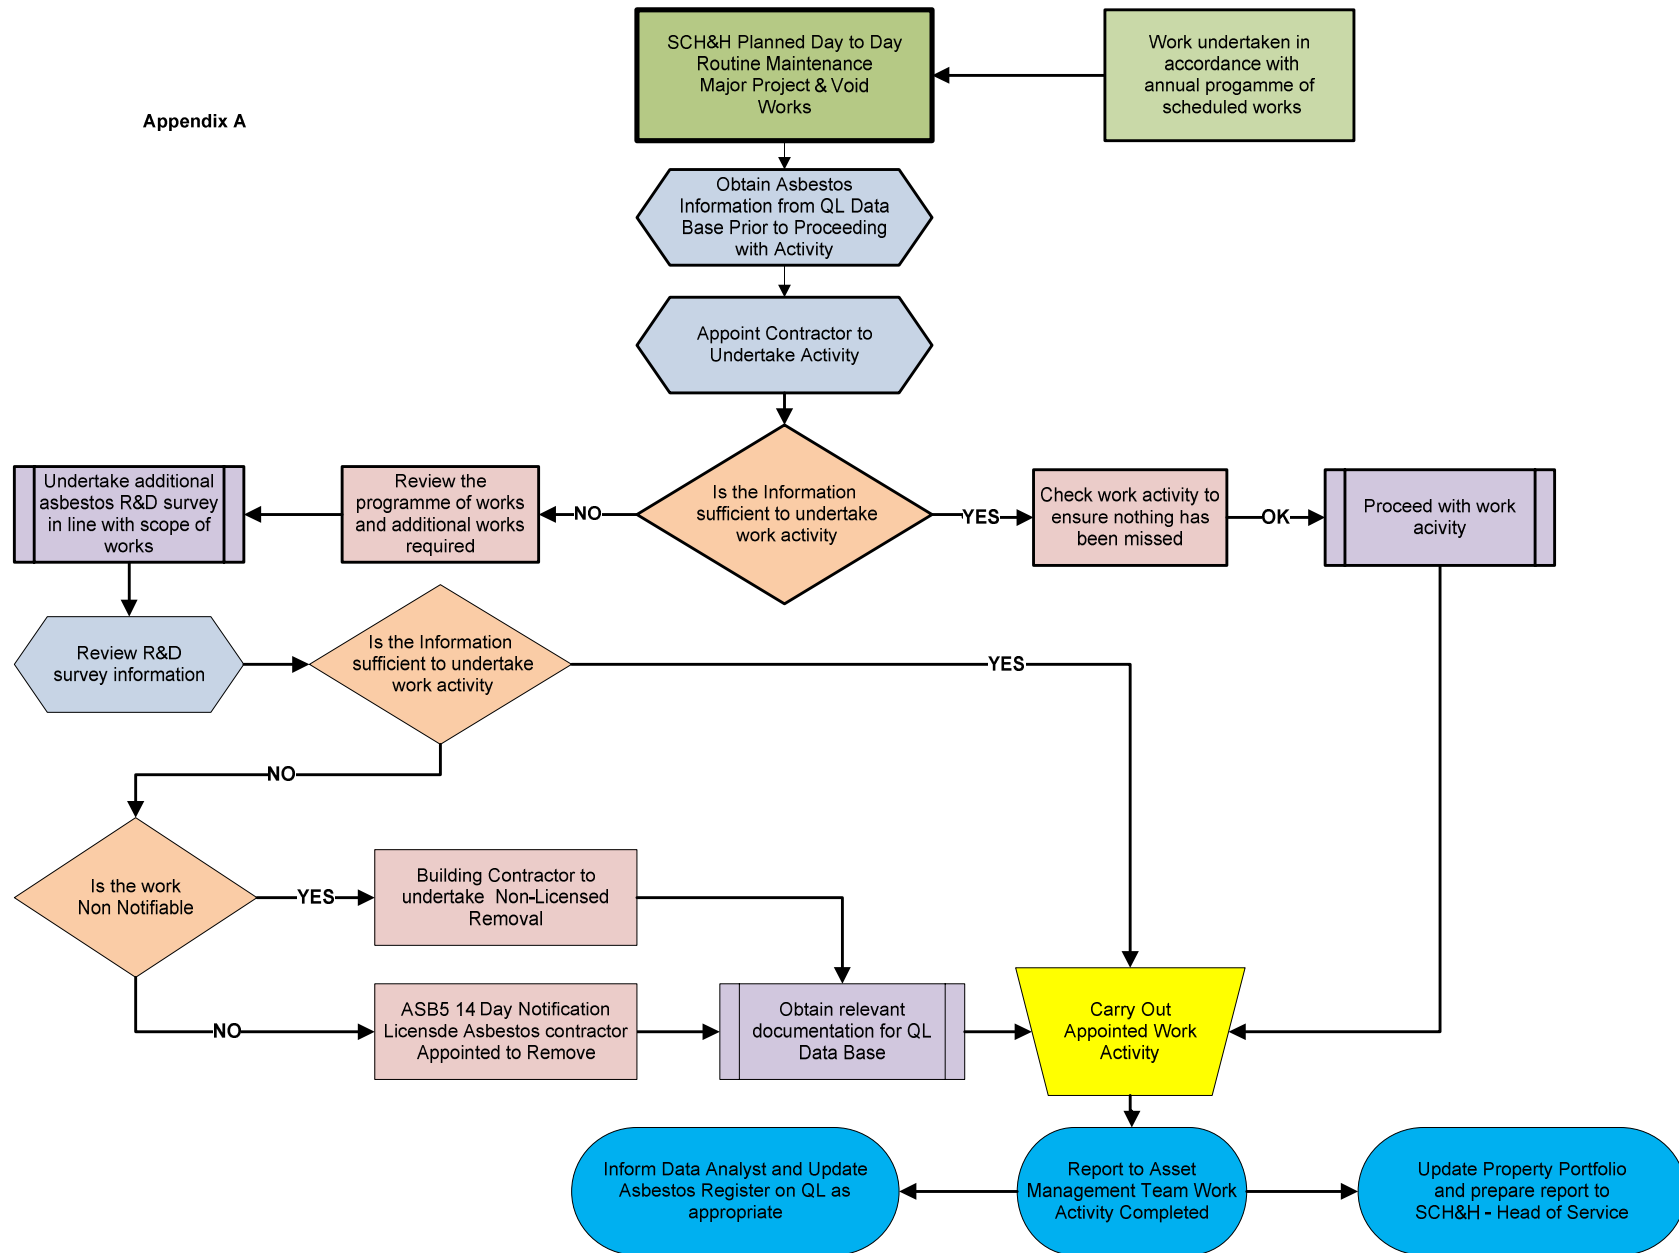 SCH&H Planned Day to Day
Routine Maintenance
Major Project & Void
Works
Work undertaken in
accordance with
annual progamme of
scheduled works
Appendix A
Obtain Asbestos
Information from QL Data
Base Prior to Proceeding
with Activity
Appoint Contractor to
Undertake Activity
Undertake additional
asbestos R&D survey
in line with scope of
works
Review the
programme of works
and additional works
required
NO
Is the Information
sufficient to undertake
work activity
YES
Check work activity to
ensure nothing has
been missed
OK
Proceed with work
acivity
Review R&D
survey information
Is the Information
sufficient to undertake
work activity
YES
NO
Is the work
Non Notifiable
YES
Building Contractor to
undertake Non-Licensed
Removal
NO
ASB5 14 Day Notification
Licensde Asbestos contractor
Appointed to Remove
Obtain relevant
documentation for QL
Data Base
Carry Out
Appointed Work
Activity
Inform Data Analyst and Update
Asbestos Register on QL as
appropriate
Report to Asset
Management Team Work
Activity Completed
Update Property Portfolio
and prepare report to
SCH&H - Head of Service